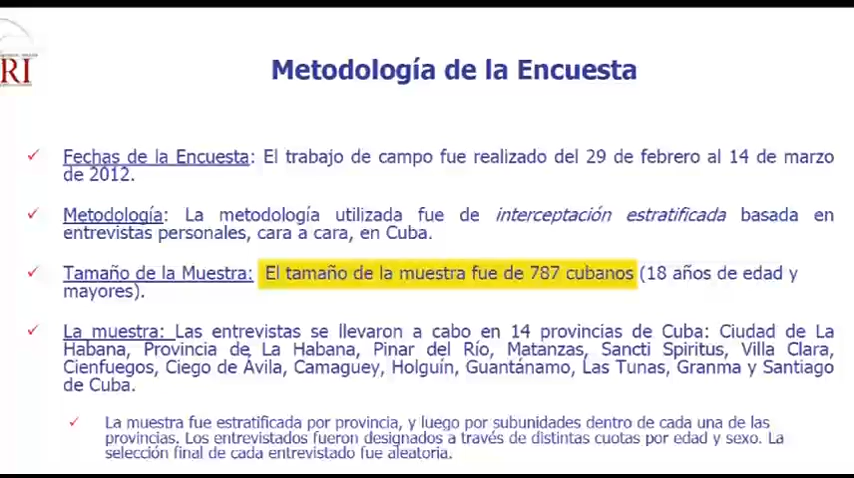 RI
Metodología de la Encuesta
Fechas de la Encuesta: El trabajo de campo fue realizado del 29 de febrero al 14 de marzo
de 2012.
Metodología: La metodología utilizada fue de interceptación estratificada basada en
entrevistas personales, cara a cara, en Cuba.
Tamaño de la Muestra: El tamaño de la muestra fue de 787 cubanos (18 años de edad y
mayores).
La muestra: Las entrevistas se llevaron a cabo en 14 provincias de Cuba: Ciudad de La
Habana, Provincia de La Habana, Pinar del Río, Matanzas, Sancti Spiritus, Villa Clara,
Cienfuegos, Ciego de Ávila, Camaguey, Holguín, Guantánamo, Las Tunas, Granma y Santiago
de Cuba.
La muestra fue estratificada por provincia, y luego por subunidades dentro de cada una de las
provincias. Los entrevistados fueron designados a través de distintas cuotas por edad y sexo. La
selección final de cada entrevistado fue aleatoria.